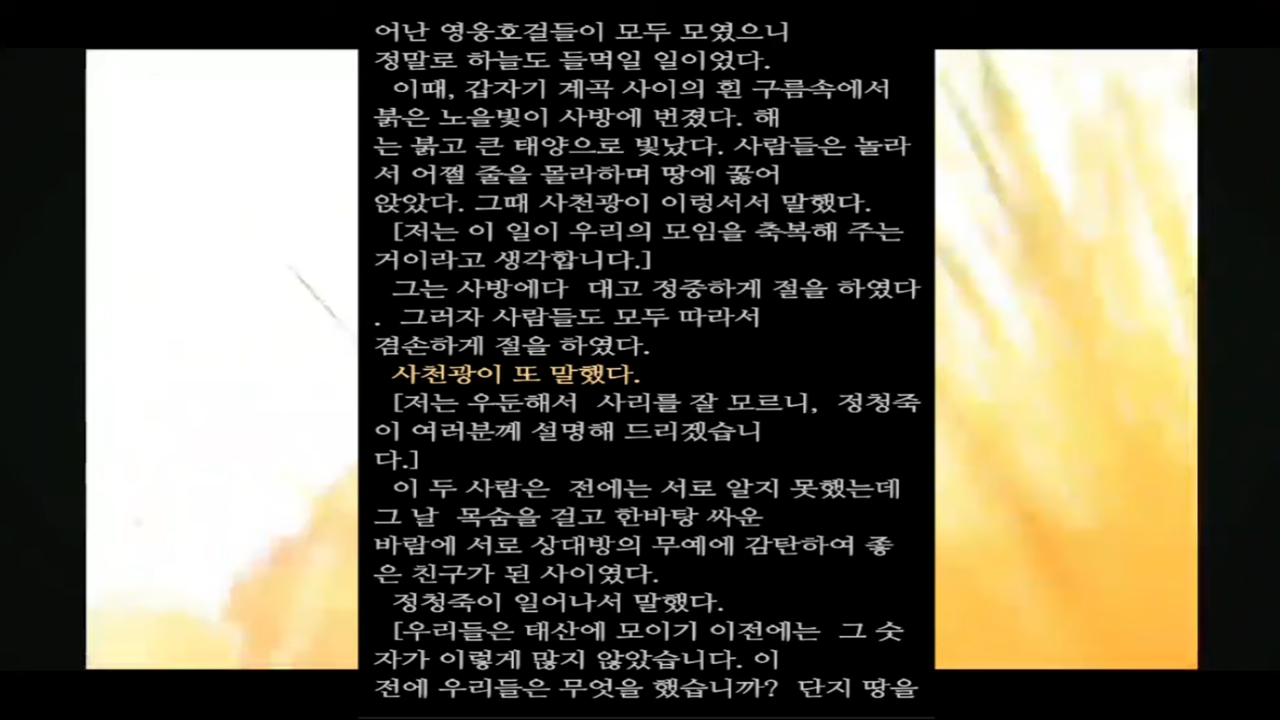 어난 영웅호걸들이 모두 모였으니
정말로 하늘도 들먹일 일이었다.
이때, 갑자기 계곡 사이의 흰 구름속에서
붉은 노을빛이 사방에 번졌다. 해
는 붉고 큰 태양으로 빛났다. 사람들은 놀라
서 어쩔 줄을 몰라하며 땅에 꿇어
앉았다. 그때 사천광이 이렁서서 말했다.
[저는 이 일이 우리의 모임을 축복해 주는
거이라고 생각합니다.]
그는 사방에다 대고 정중하게 절을 하였다
. 그러자 사람들도 모두 따라서
겸손하게 절을 하였다.
사천광이 또 말했다.
[저는 우둔해서 사리를 잘 모르니, 정청죽
이 여러분께 설명해 드리겠습니
다.]
이 두 사람은 전에는 서로 알지 못했는데
그 날 목숨을 걸고 한바탕 싸운
바람에 서로 상대방의 무예에 감탄하여 좋
은 친구가 된 사이였다.
정청죽이 일어나서 말했다.
[우리들은 태산에 모이기 이전에는 그 숫
자가 이렇게 많지 않았습니다. 이
전에 우리들은 무엇을 했습니까? 단지 땅을